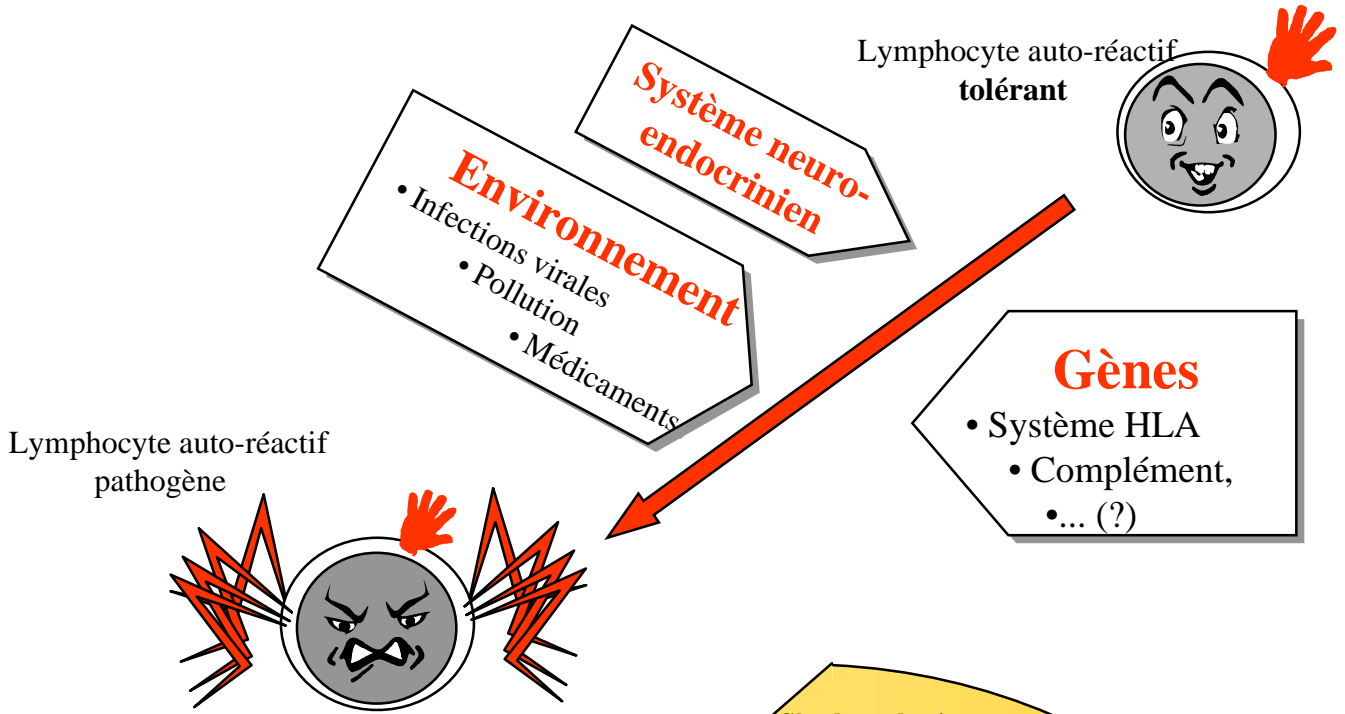 Lymphocyte auto-réactif
tolérant
Système neuro-
endocrinien
Environnement
• Infections virales
• Pollution
• Médicaments
Gènes
• Système HLA
• Complément,
•... (?)
Lymphocyte auto-réactif
pathogène